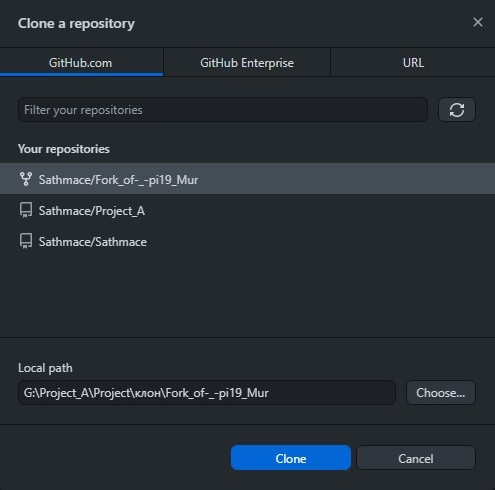 Clone a repository
GitHub.com
GitHub Enterprise
URL
Filter your repositories
Your repositories
Sathmace/Fork_of-_-pi19_Mur
Sathmace/Project_A
Sathmace/Sathmace
Local path
G:\Project_A\Project\клон\Fork_of-_-pi19_Mur
Choose...
Clone
Cancel